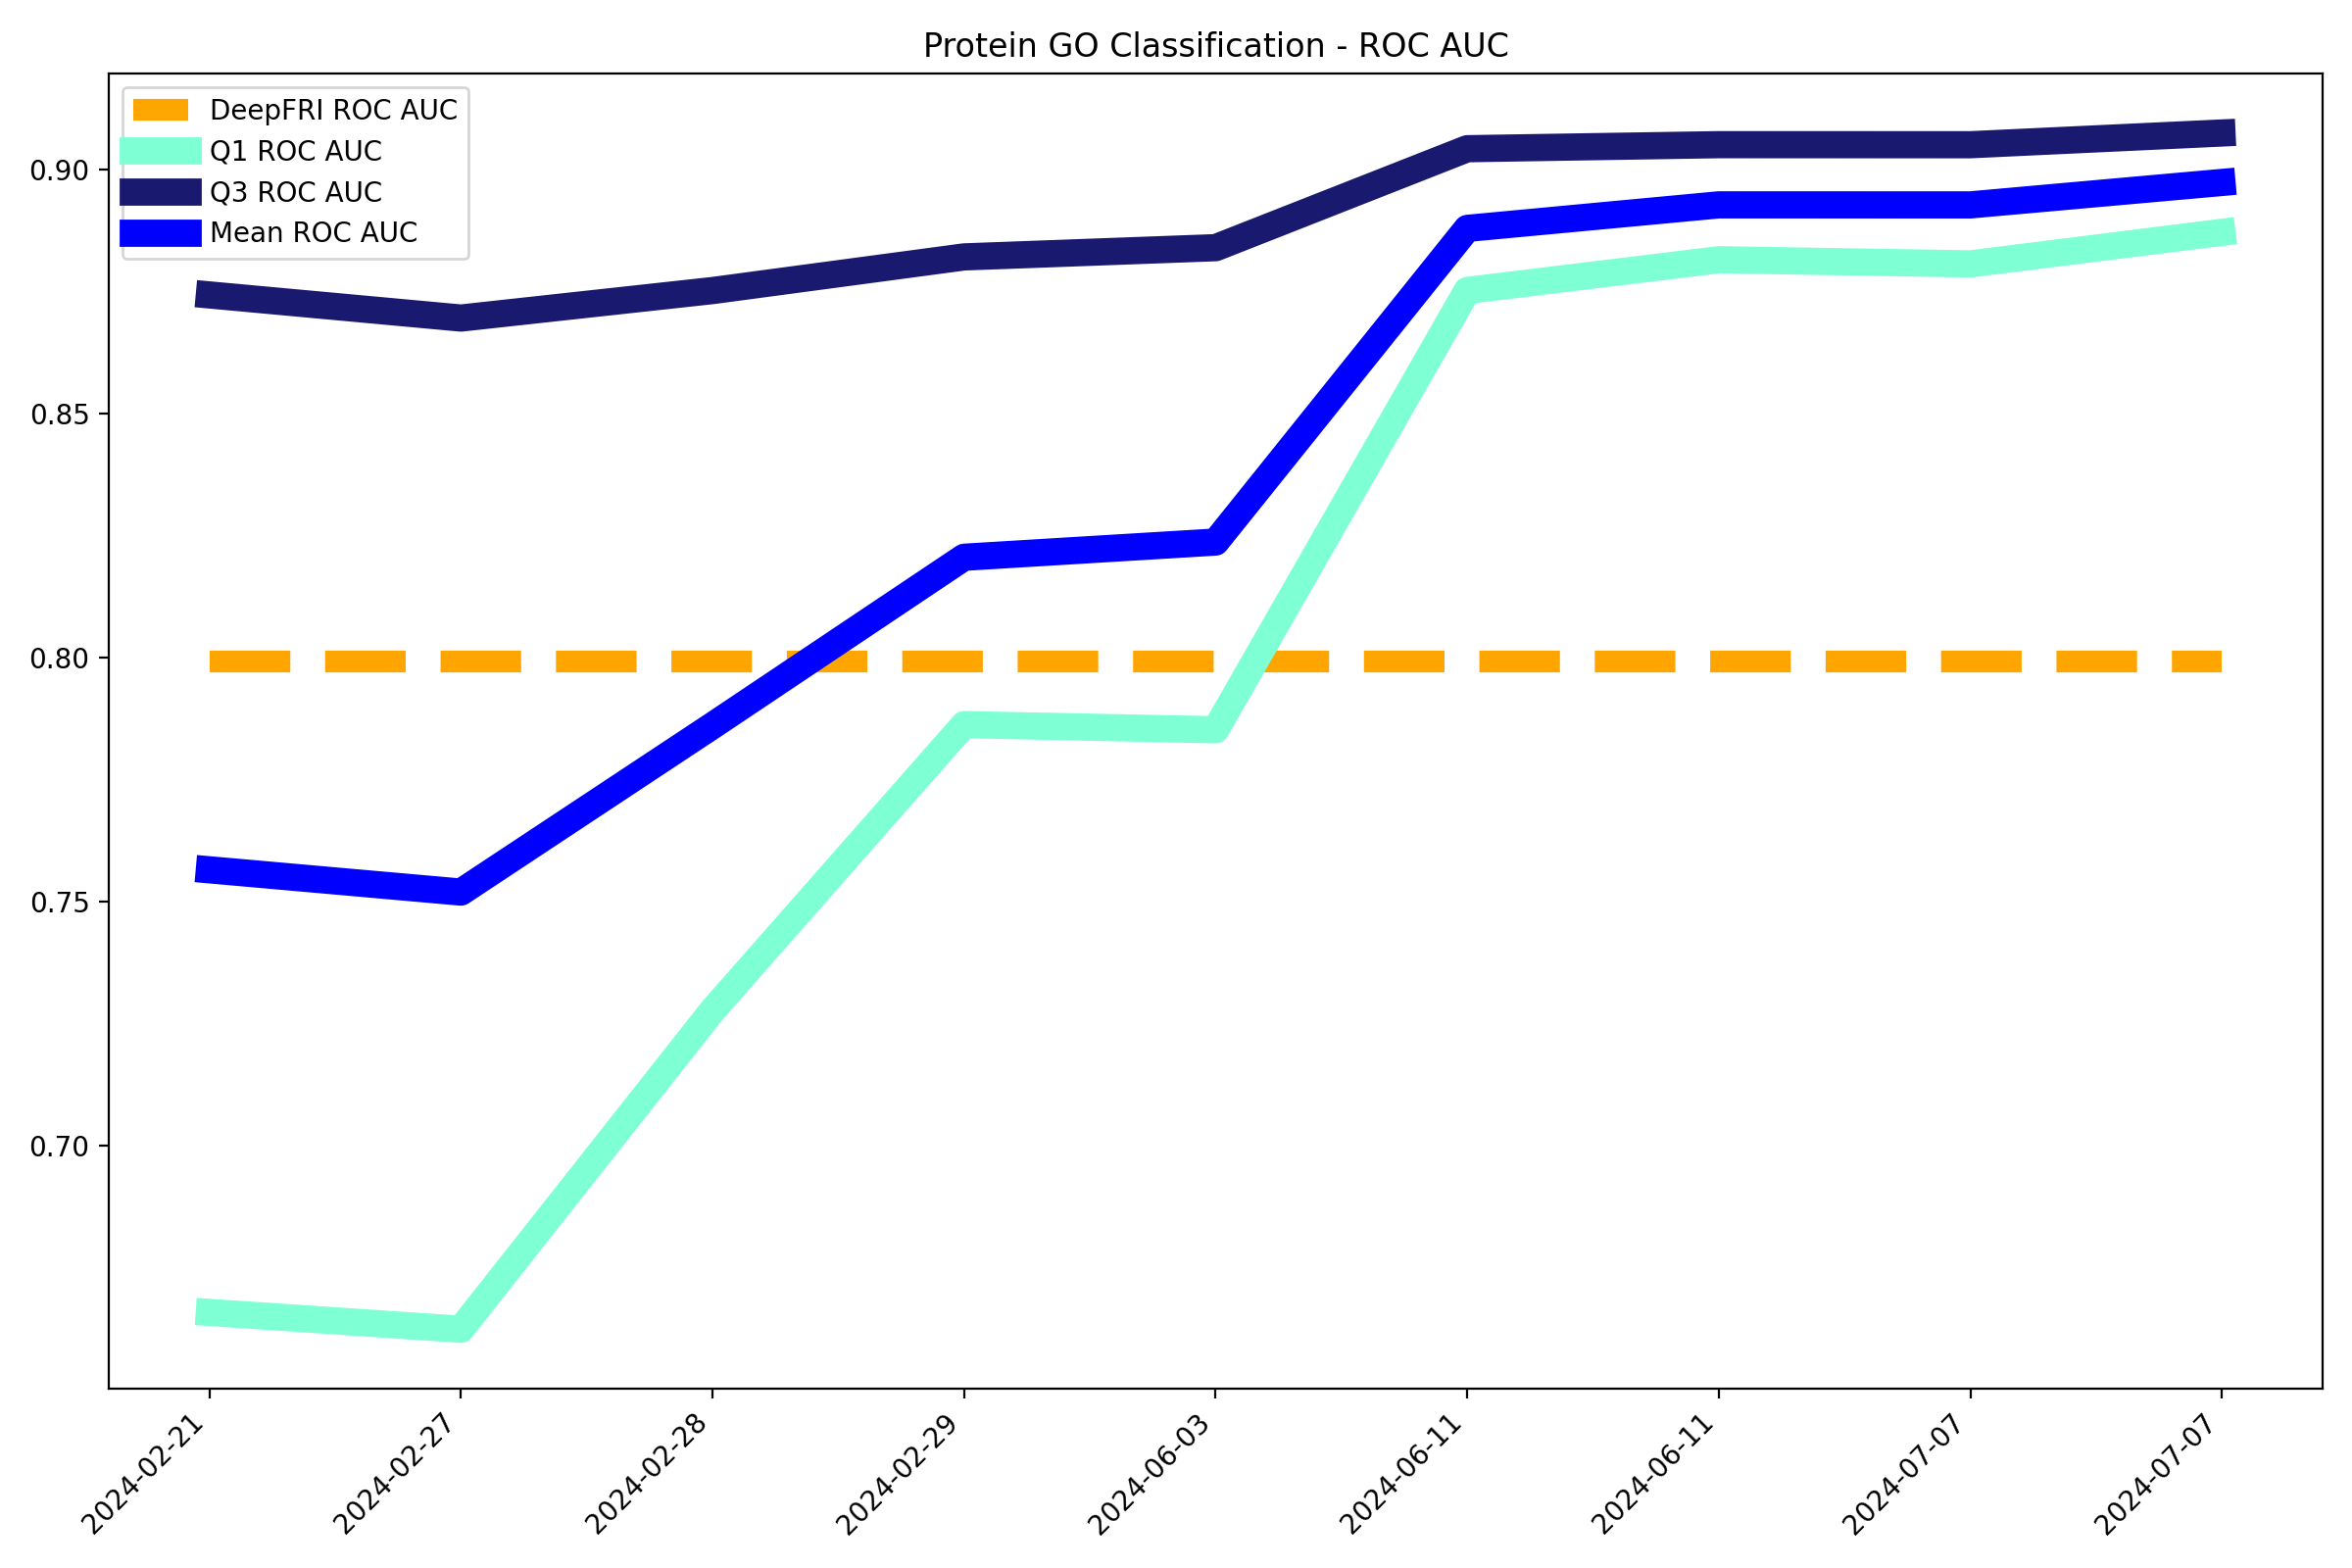 Protein GO Classification - ROC AUC
DeepFRI ROC AUC
Q1 ROC AUC
Q3 ROC AUC
Mean ROC AUC
0.90
0.85
0.80
0.75
0.70
2024-02-21
2024-02-27
2024-02-28
2024-02-29
2024-06-03
2024-06-11
2024-06-11
2024-07-07
2024-07-07